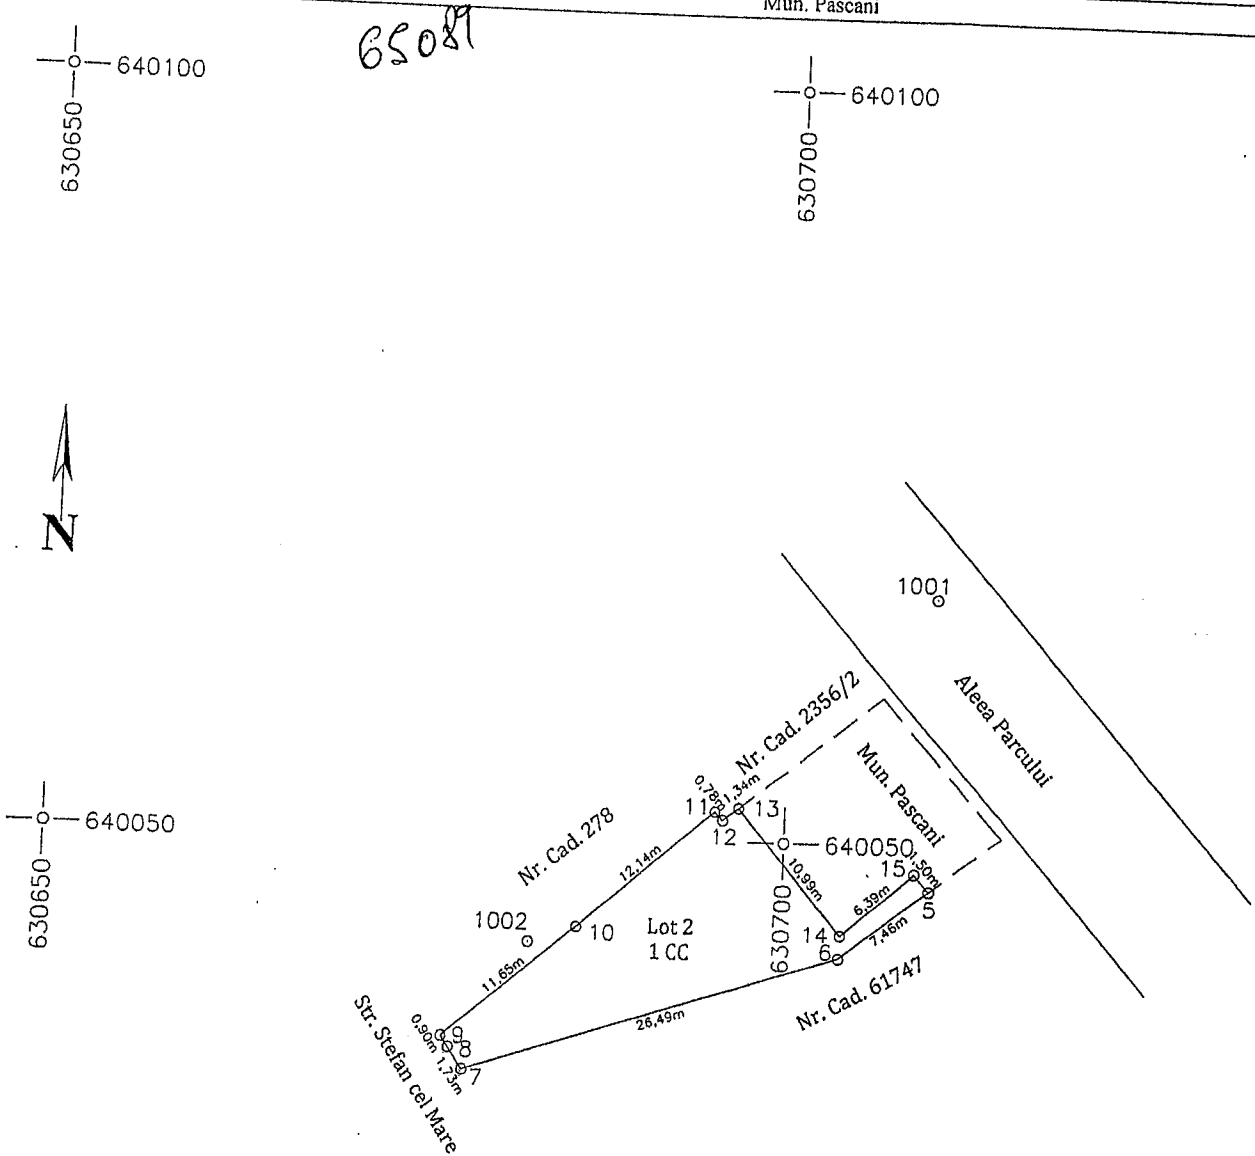 Mun. Pascani
65089
640100
630650
640100
630700
N
1001
Aleea Parcului
Nr. Cad. 2356/2
Mun. Pascani
0,78m
1,34m
11
13
12
640050
630650
640050
630700
Nr. Cad. 278
12,14m
10,99m
15
1,50m
6,39m
5
1002
10
Lot 2
1 CC
14
6
7,46m
11,65m
Nr. Cad. 61747
26,49m
Str. Stefan cel Mare
0,90m
9
8
1,73m
7